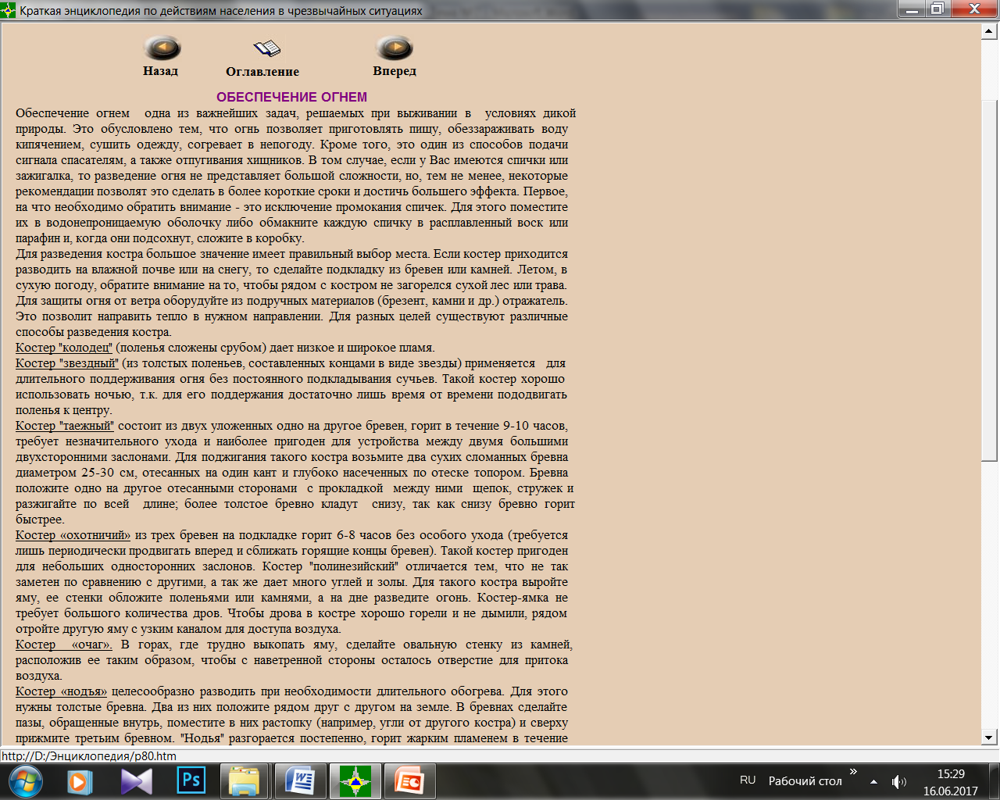 Краткая энциклопедия по действиям населения в чрезвычайных ситуациях
Назад Оглавление Вперед
ОБЕСПЕЧЕНИЕ ОГНЕМ
Обеспечение огнем одна из важнейших задач, решаемых при выживании в условиях дикой
природы. Это обусловлено тем, что огнь позволяет приготовлять пищу, обеззараживать воду
кипячением, сушить одежду, согревает в непогоду. Кроме того, это один из способов подачи
сигнала спасателям, а также отпугивания хищников. В том случае, если у Вас имеются спички или
зажигалка, то разведение огня не представляет большой сложности, но, тем не менее, некоторые
рекомендации позволят это сделать в более короткие сроки и достичь большего эффекта. Первое,
на что необходимо обратить внимание - это исключение промокания спичек. Для этого поместите
их в водонепроницаемую оболочку либо обмакните каждую спичку в расплавленный воск или
парафин и, когда они подсохнут, сложите в коробку.
Для разведения костра большое значение имеет правильный выбор места. Если костер приходится
разводить на влажной почве или на снегу, то сделайте подкладку из бревен или камней. Летом, в
сухую погоду, обратите внимание на то, чтобы рядом с костром не загорелся сухой лес или трава.
Для защиты огня от ветра оборудуйте из подручных материалов (брезент, камни и др.) отражатель.
Это позволит направить тепло в нужном направлении. Для разных целей существуют различные
способы разведения костра.
Костер "колодец" (поленья сложены срубом) дает низкое и широкое пламя.
Костер "звездный" (из толстых поленьев, составленных концами в виде звезды) применяется для
длительного поддерживания огня без постоянного подкладывания сучьев. Такой костер хорошо
использовать ночью, т.к. для его поддержания достаточно лишь время от времени пододвигать
поленья к центру.
Костер "таежный" состоит из двух уложенных одно на другое бревен, горит в течение 9-10 часов,
требует незначительного ухода и наиболее пригоден для устройства между двумя большими
двухсторонними заслонами. Для поджигания такого костра возьмите два сухих сломанных бревна
диаметром 25-30 см, отесанных на один кант и глубоко насеченных по отеске топором. Бревна
положите одно на другое отесанными сторонами с прокладкой между ними щепок, стружек и
разжигайте по всей длине; более толстое бревно кладут снизу, так как снизу бревно горит
быстрее.
Костер «охотничий» из трех бревен на подкладке горит 6-8 часов без особого ухода (требуется
лишь периодически продвигать вперед и сближать горящие концы бревен). Такой костер пригоден
для небольших односторонних заслонов. Костер "полинезийский" отличается тем, что не так
заметен по сравнению с другими, а так же дает много углей и золы. Для такого костра выройте
яму, ее стенки обложите поленьями или камнями, а на дне разведите огонь. Костер-ямка не
требует большого количества дров. Чтобы дрова в костре хорошо горели и не дымили, рядом
отройте другую яму с узким каналом для доступа воздуха.
Костер «очаг». В горах, где трудно выкопать яму, сделайте овальную стенку из камней,
расположив ее таким образом, чтобы с наветренной стороны осталось отверстие для притока
воздуха.
Костер «нодъя» целесообразно разводить при необходимости длительного обогрева. Для этого
нужны толстые бревна. Два из них положите рядом друг с другом на земле. В бревнах сделайте
пазы, обращенные внутрь, поместите в них растопку (например, угли от другого костра) и сверху
прижмите третьим бревном. "Нодья" разгорается постепенно, горит жарким пламенем в течение
http://D:/Энциклопедия/p80.htm
Ps
W
RU Рабочий стол » 15:29
16.06.2017